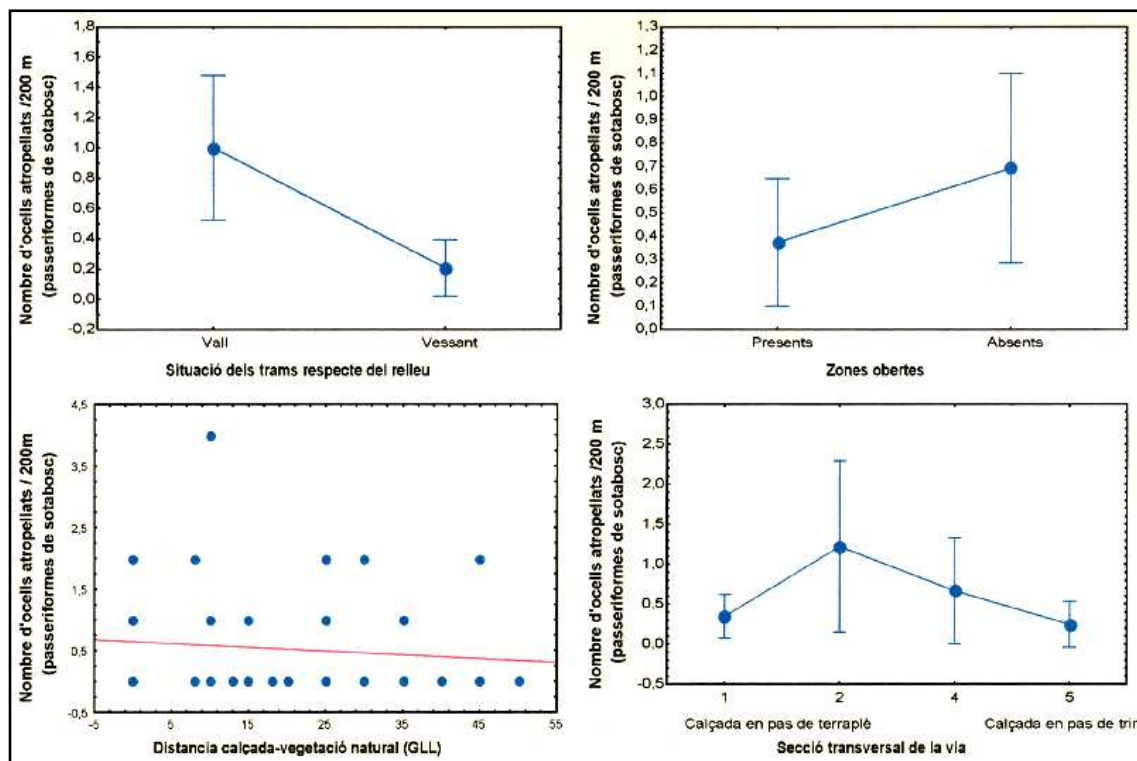 Nombre d'ocells atropellats /200 m
(passeriformes de sotabosc)
1,8
1,6
1,4
1,2
1,0
0,8
0,6
0,4
0,2
0,0
-0,2
Vall
Vessant
Situació dels trams respecte del relleu
Nombre d'ocells atropellats / 200 m
(passeriformes de sotabosc)
1,3
1,2
1,1
1,0
0,9
0,8
0,7
0,6
0,5
0,4
0,3
0,2
0,1
0,0
Presents
Absents
Zones obertes
Nombre d'ocells atropellats / 200m
(passeriformes de sotabosc)
4,5
3,5
2,5
1,5
0,5
-0,5
-5
5
15
25
35
45
55
Distancia calçada-vegetació natural (GLL)
Nombre d'ocells atropellats /200 m
(passeriformes de sotabosc)
3,0
2,5
2,0
1,5
1,0
0,5
0,0
-0,5
1
2
4
5
Calçada en pas de terraplè
Calçada en pas de trin
Secció transversal de la via